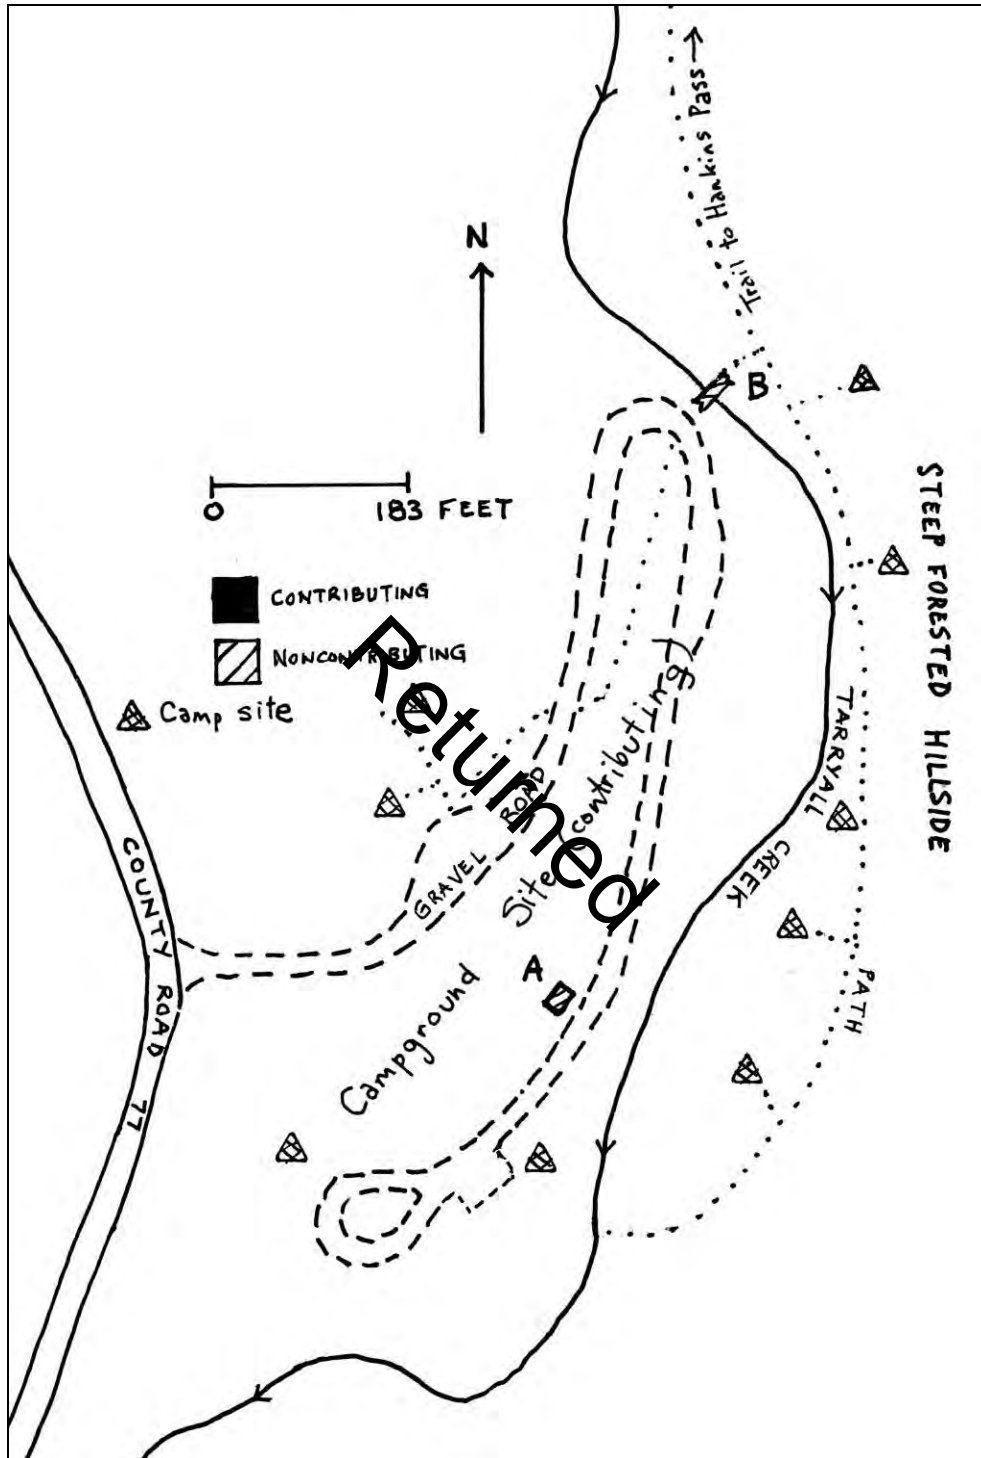 Trail to Hankins Pass →
N
B
0 183 FEET
CONTRIBUTING
NONCONTRIBUTING
Camp site
STEEP FORESTED HILLSIDE
TARRYALL
CREEK
PATH
COUNTY ROAD 77
GRAVEL ROAD
Campground Site (contributing)
A
Returned